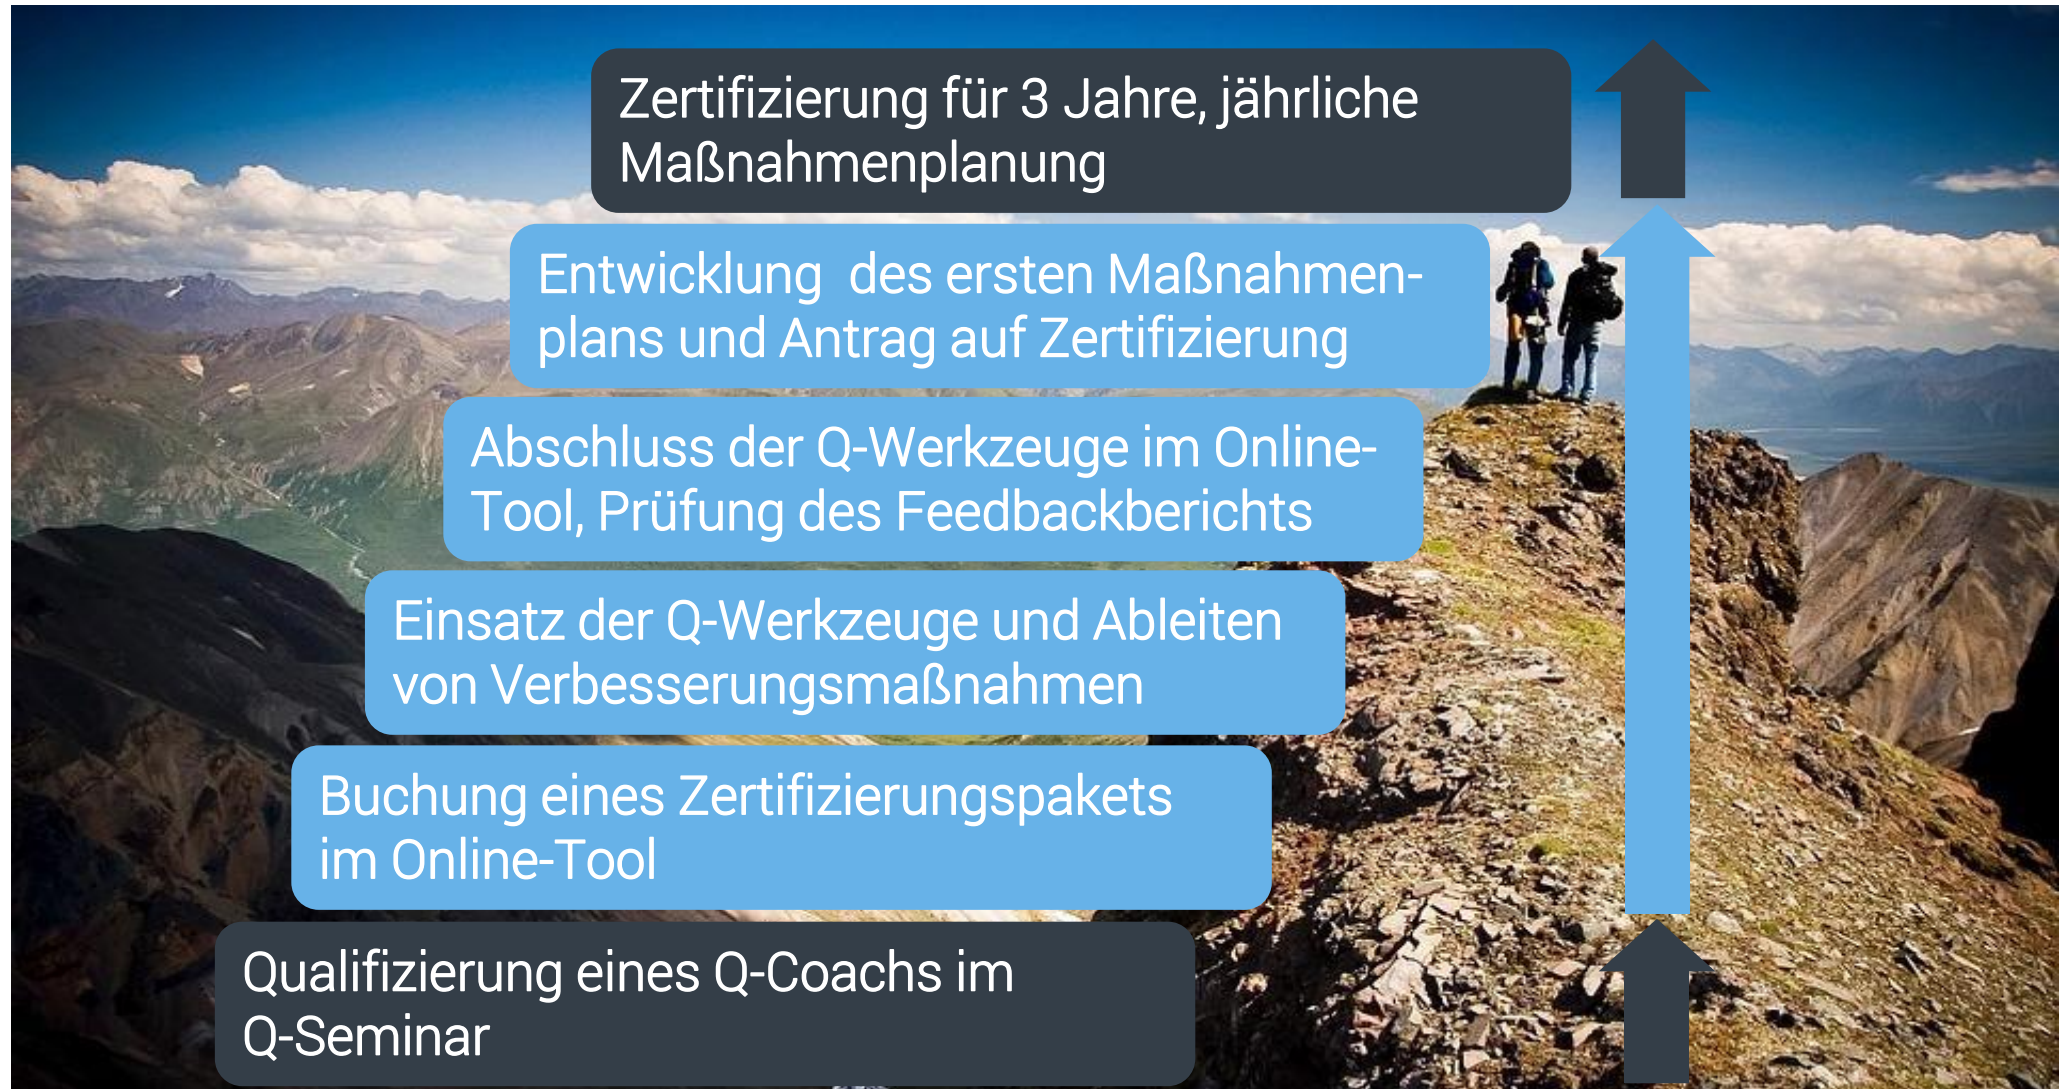 Zertifizierung für 3 Jahre, jährliche
Maßnahmenplanung
Entwicklung  des ersten Maßnahmen-
plans und Antrag auf Zertifizierung
Abschluss der Q-Werkzeuge im Online-
Tool, Prüfung des Feedbackberichts
Einsatz der Q-Werkzeuge und Ableiten
von Verbesserungsmaßnahmen
Buchung eines Zertifizierungspakets
im Online-Tool
Qualifizierung eines Q-Coachs im
Q-Seminar